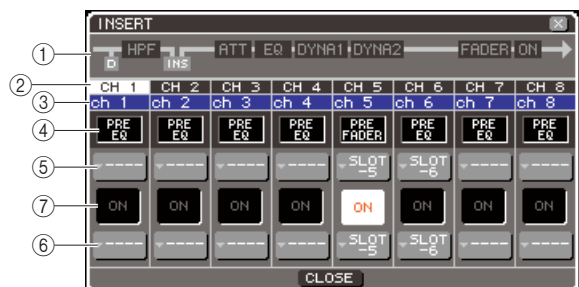 INSERT
①
HPF ATT EQ DYNA1 DYNA2 FADER ON
D INS
② CH 1 CH 2 CH 3 CH 4 CH 5 CH 6 CH 7 CH 8
③ ch 1 ch 2 ch 3 ch 4 ch 5 ch 6 ch 7 ch 8
④ PRE PRE PRE PRE PRE PRE PRE PRE
EQ EQ EQ EQ FADER EQ EQ EQ
⑤ ---- ---- ---- ---- SLOT SLOT ---- ----
-5 -6
⑦ ON ON ON ON ON ON ON ON
⑥ ---- ---- ---- ---- SLOT SLOT ---- ----
-5 -6
CLOSE